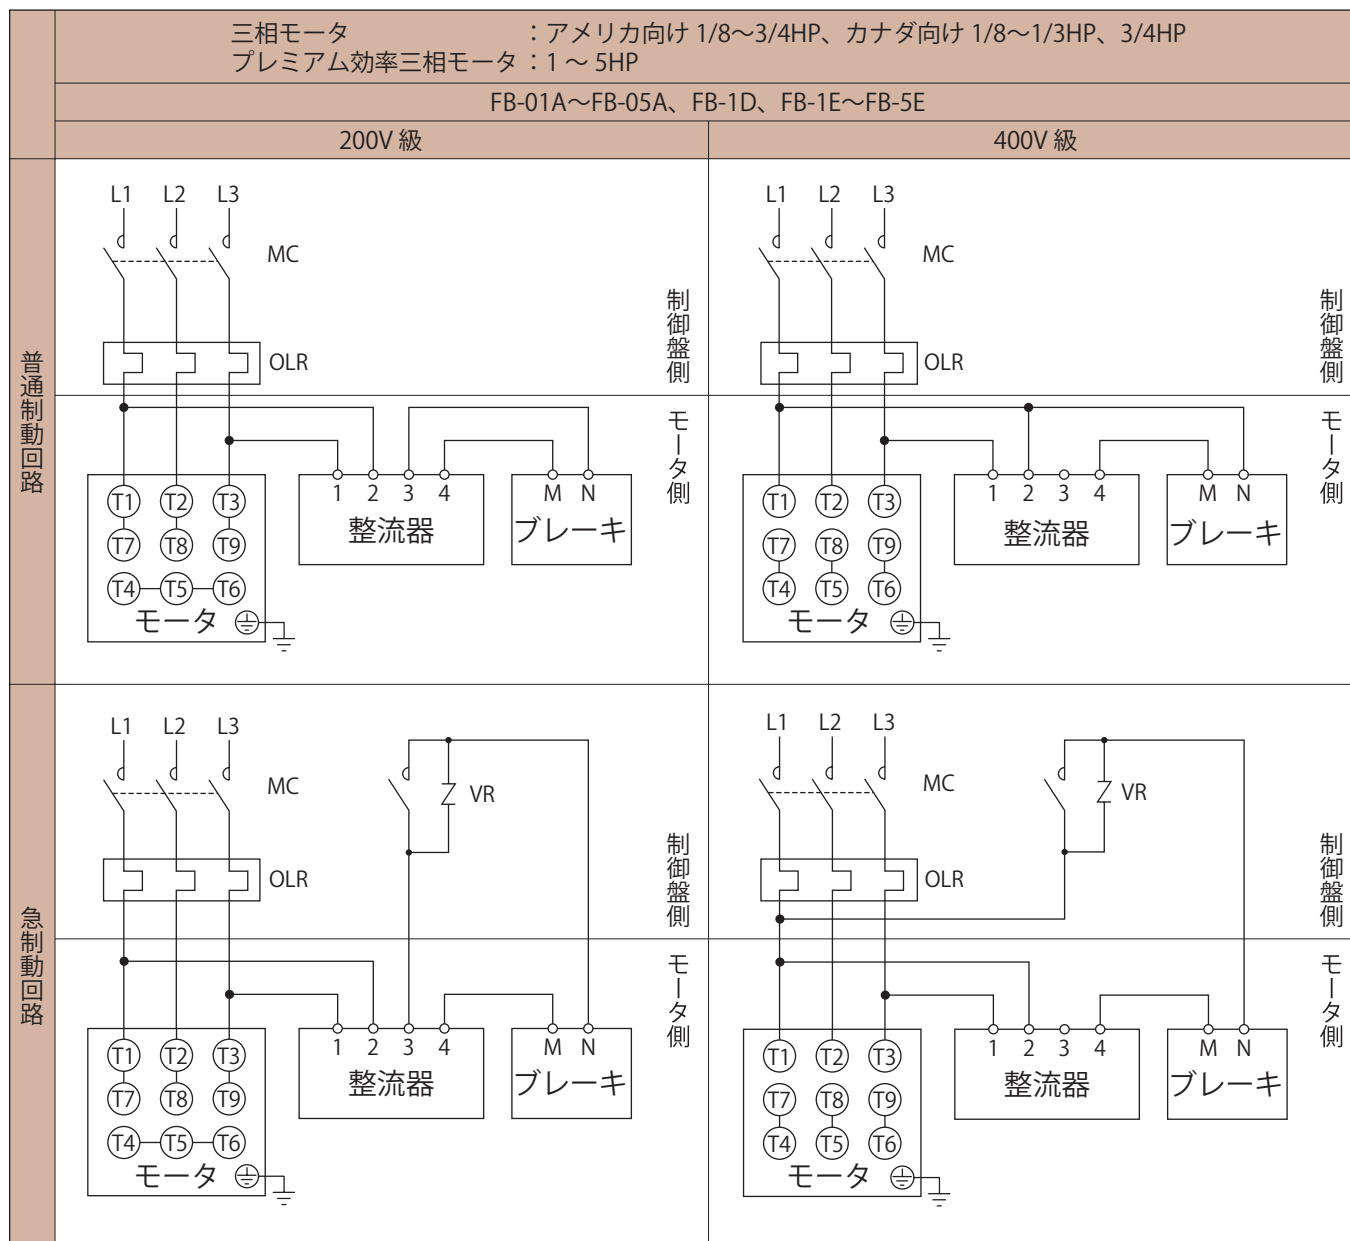 三相モータ　　　　　　　：アメリカ向け 1/8～3/4HP、カナダ向け 1/8～1/3HP、3/4HP
プレミアム効率三相モータ：1 ～ 5HP
FB-01A～FB-05A、FB-1D、FB-1E～FB-5E
200V 級
400V 級
普通制動回路
L1 L2 L3
MC
制御盤側
OLR
モータ側
T1 T2 T3
1 2 3 4
M N
T7 T8 T9
整流器
ブレーキ
T4 T5 T6
モータ
L1 L2 L3
MC
制御盤側
OLR
モータ側
T1 T2 T3
1 2 3 4
M N
T7 T8 T9
整流器
ブレーキ
T4 T5 T6
モータ
急制動回路
L1 L2 L3
MC
VR
制御盤側
OLR
モータ側
T1 T2 T3
1 2 3 4
M N
T7 T8 T9
整流器
ブレーキ
T4 T5 T6
モータ
L1 L2 L3
MC
VR
制御盤側
OLR
モータ側
T1 T2 T3
1 2 3 4
M N
T7 T8 T9
整流器
ブレーキ
T4 T5 T6
モータ